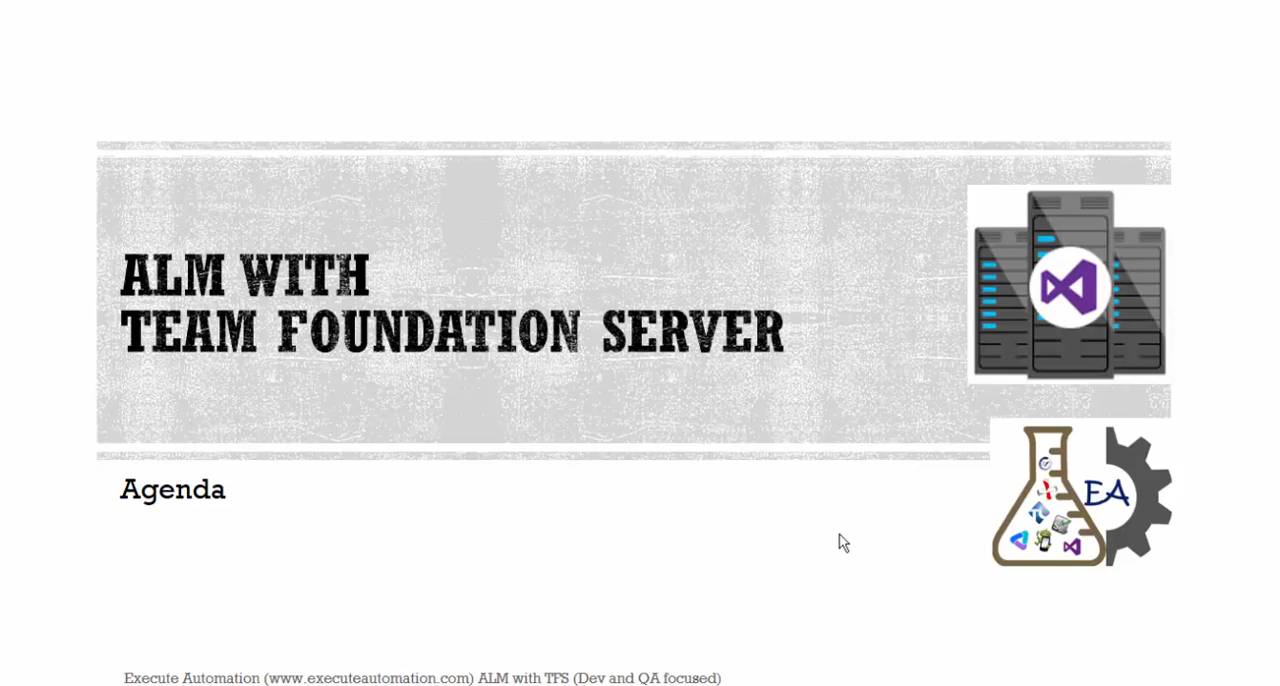 ALM WITH
TEAM FOUNDATION SERVER
EA
Agenda
Execute Automation (www.executeautomation.com) ALM with TFS (Dev and QA focused)